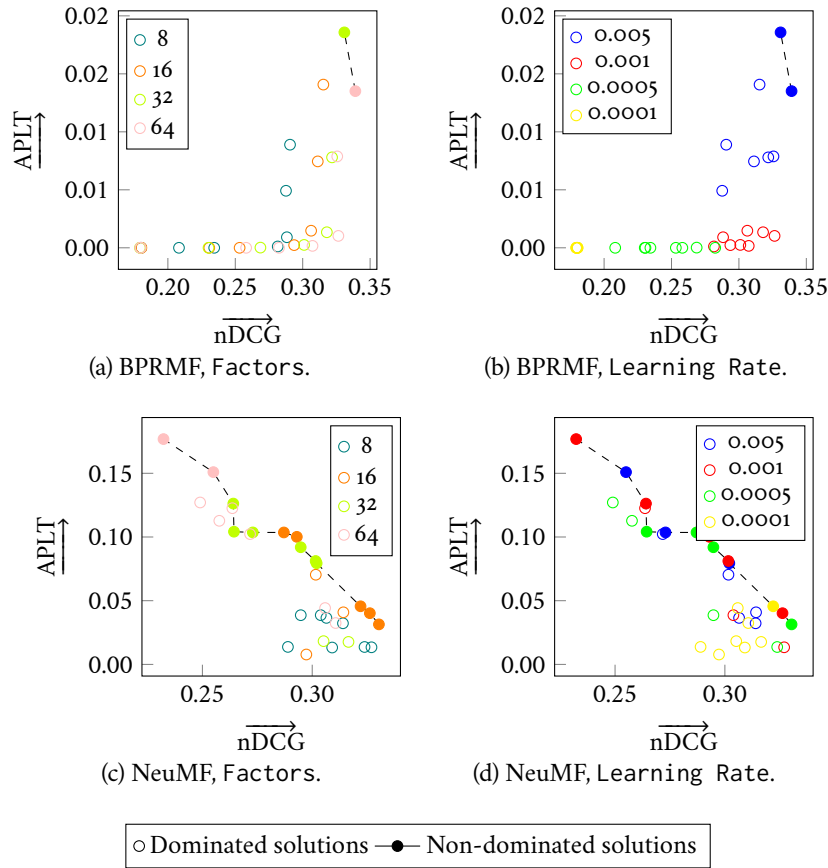 0.02
0.02
0.01
0.01
0.00
APLT
8
16
32
64
0.20 0.25 0.30 0.35
nDCG
(a) BPRMF, Factors.
0.02
0.02
0.01
0.01
0.00
APLT
0.005
0.001
0.0005
0.0001
0.20 0.25 0.30 0.35
nDCG
(b) BPRMF, Learning Rate.
0.15
0.10
0.05
0.00
APLT
8
16
32
64
0.25 0.30
nDCG
(c) NeuMF, Factors.
0.15
0.10
0.05
0.00
APLT
0.005
0.001
0.0005
0.0001
0.25 0.30
nDCG
(d) NeuMF, Learning Rate.
Dominated solutions Non-dominated solutions